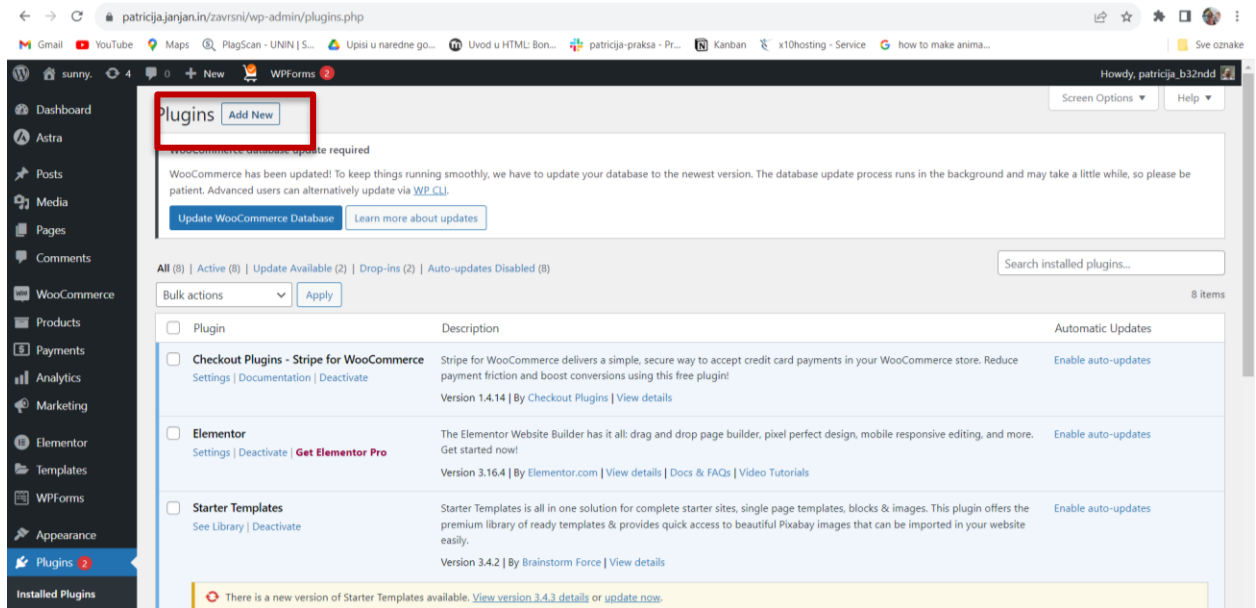 patricija.janjan.in/zavrsni/wp-admin/plugins.php
Gmail YouTube Maps PlagScan - UNIN | S... Upisi u naredne go... Uvod u HTML: Bon... patricija-praksa - Pr... Kanban x10hosting - Service how to make anima... Sve oznake
sunny. 4 0 + New WPForms 2 Howdy, patricija_b32ndd
Screen Options Help
Dashboard
Astra
Posts
Media
Pages
Comments
WooCommerce
Products
Payments
Analytics
Marketing
Elementor
Templates
WPForms
Appearance
Plugins 2
Installed Plugins
Plugins Add New
WooCommerce database update required
WooCommerce has been updated! To keep things running smoothly, we have to update your database to the newest version. The database update process runs in the background and may take a little while, so please be
patient. Advanced users can alternatively update via WP CLI.
Update WooCommerce Database Learn more about updates
All (8) | Active (8) | Update Available (2) | Drop-ins (2) | Auto-updates Disabled (8)
Search installed plugins...
Bulk actions Apply
8 items
Plugin Description Automatic Updates
Checkout Plugins - Stripe for WooCommerce
Settings | Documentation | Deactivate
Stripe for WooCommerce delivers a simple, secure way to accept credit card payments in your WooCommerce store. Reduce
payment friction and boost conversions using this free plugin!
Version 1.4.14 | By Checkout Plugins | View details
Enable auto-updates
Elementor
Settings | Deactivate | Get Elementor Pro
The Elementor Website Builder has it all: drag and drop page builder, pixel perfect design, mobile responsive editing, and more.
Get started now!
Version 3.16.4 | By Elementor.com | View details | Docs & FAQs | Video Tutorials
Enable auto-updates
Starter Templates
See Library | Deactivate
Starter Templates is all in one solution for complete starter sites, single page templates, blocks & images. This plugin offers the
premium library of ready templates & provides quick access to beautiful Pixabay images that can be imported in your website
easily.
Version 3.4.2 | By Brainstorm Force | View details
Enable auto-updates
There is a new version of Starter Templates available. View version 3.4.3 details or update now.